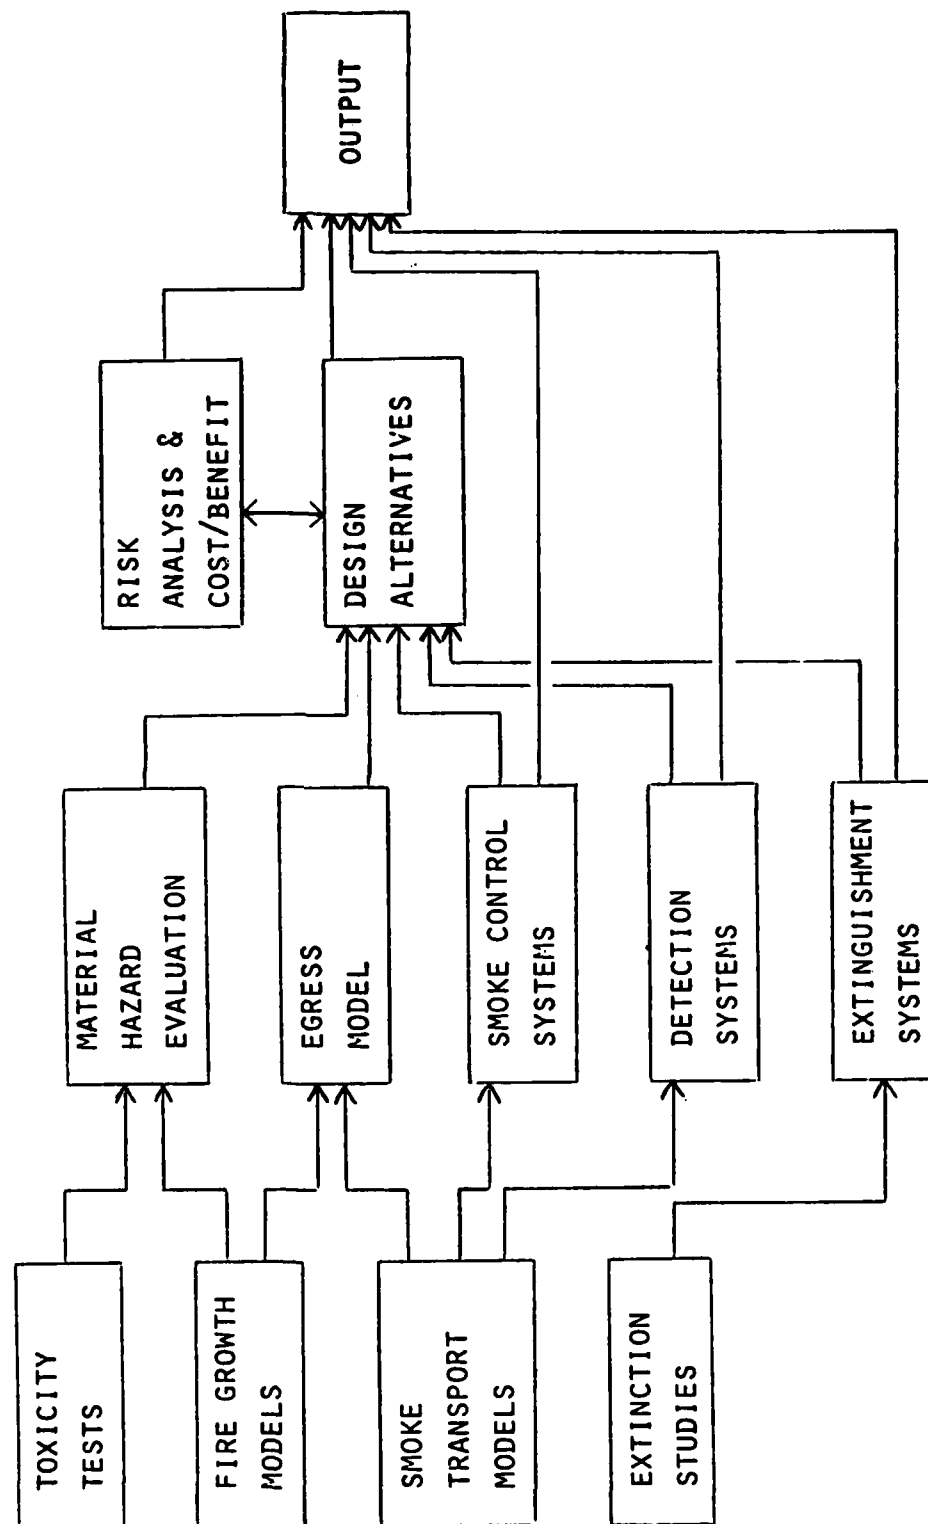 TOXICITY
TESTS
FIRE GROWTH
MODELS
SMOKE
TRANSPORT
MODELS
EXTINCTION
STUDIES
MATERIAL
HAZARD
EVALUATION
EGRESS
MODEL
SMOKE CONTROL
SYSTEMS
DETECTION
SYSTEMS
EXTINGUISHMENT
SYSTEMS
RISK
ANALYSIS &
COST/BENEFIT
DESIGN
ALTERNATIVES
OUTPUT